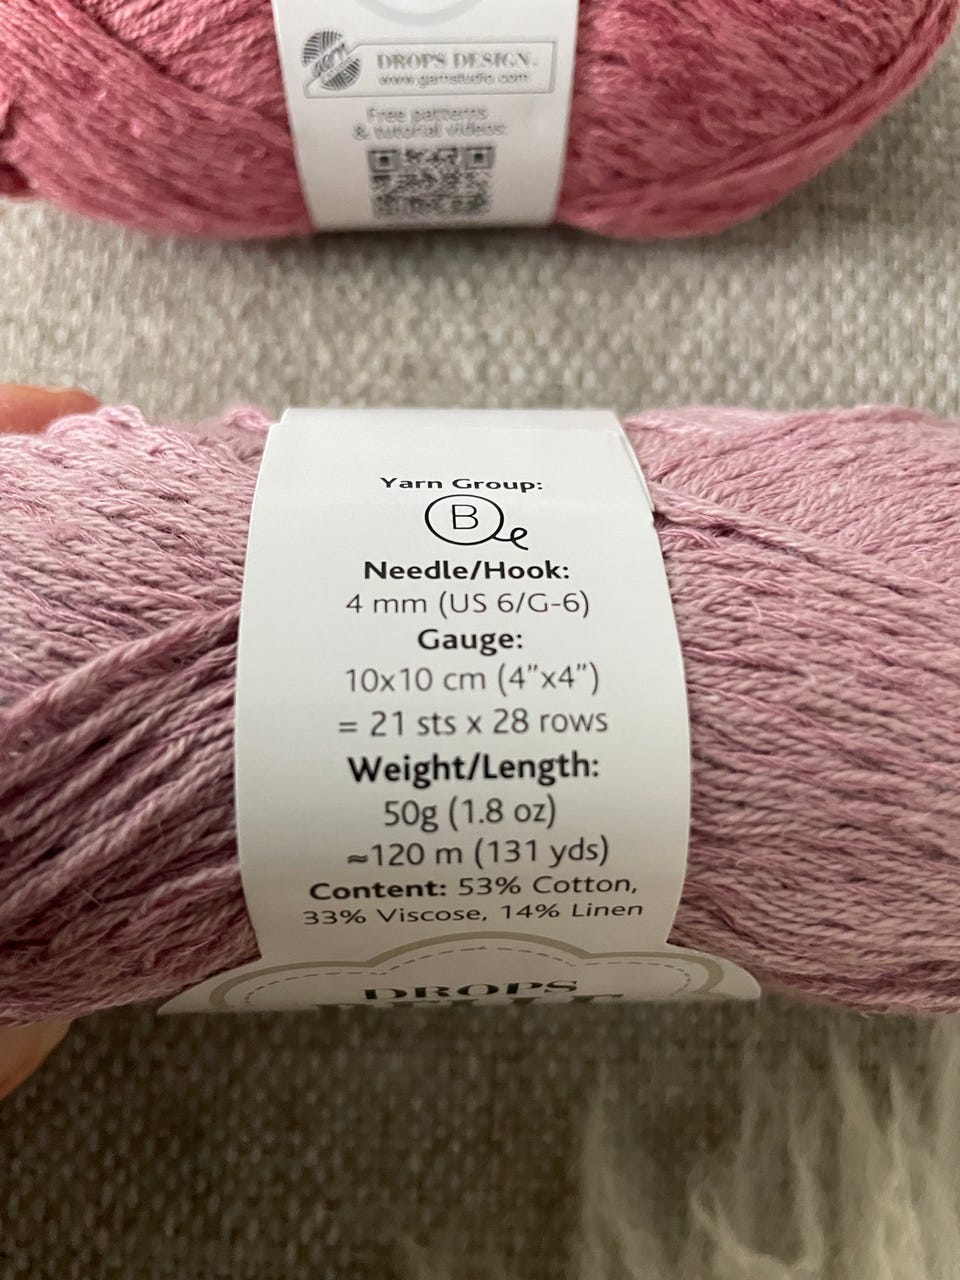 DROPS DESIGN
www.garnstudio.com
Free patterns
& tutorial videos:
Yarn Group:
B
Needle/Hook:
4 mm (US 6/G-6)
Gauge:
10x10 cm (4”x4”)
= 21 sts x 28 rows
Weight/Length:
50g (1.8 oz)
≈120 m (131 yds)
Content: 53% Cotton,
33% Viscose, 14% Linen
DROPS